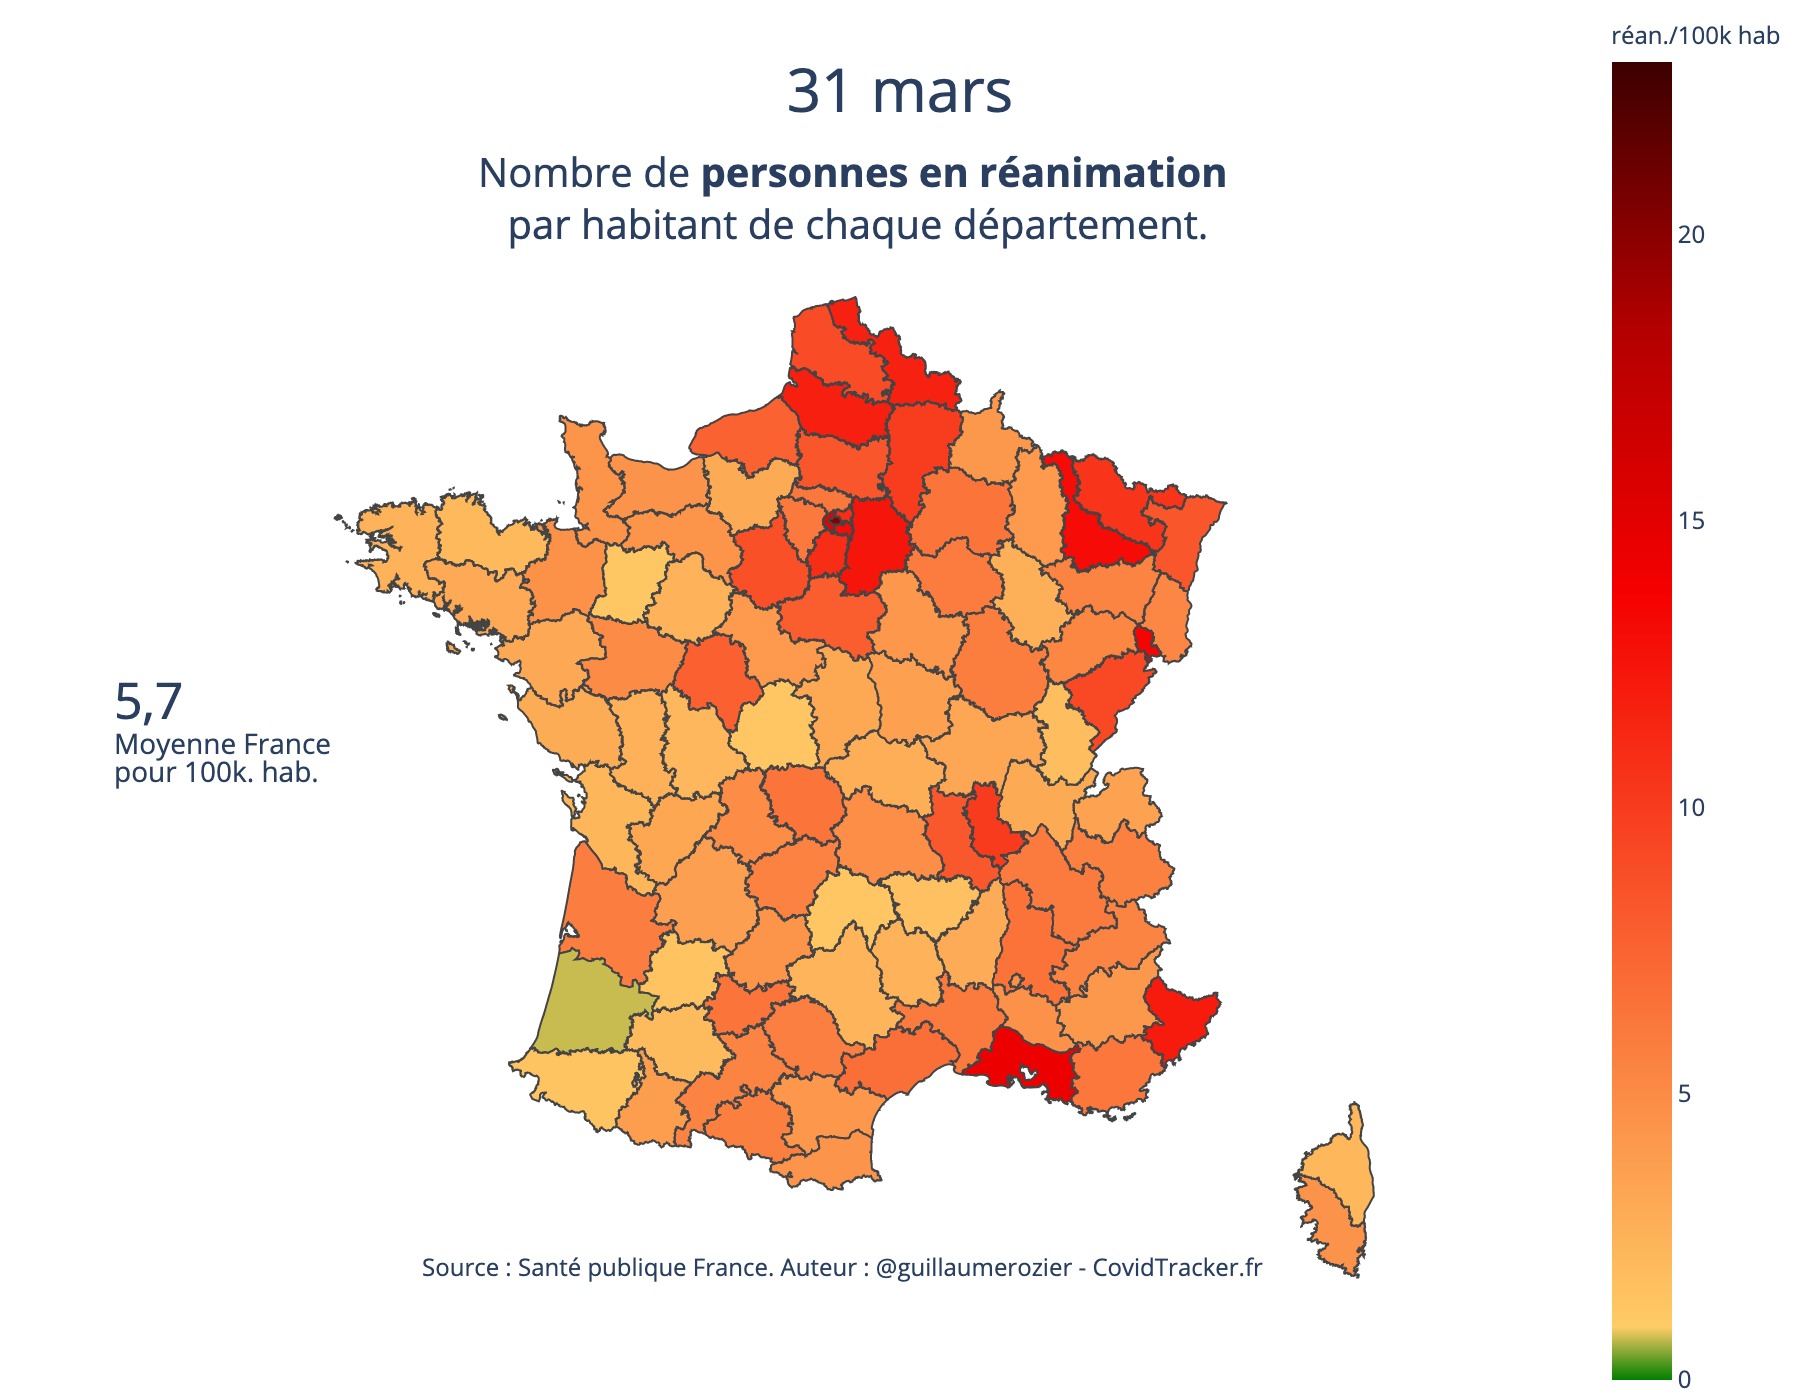 réan./100k hab
31 mars
Nombre de personnes en réanimation
par habitant de chaque département.
20
15
5,7
Moyenne France
pour 100k. hab.
10
5
Source : Santé publique France. Auteur : @guillaumerozier - CovidTracker.fr
0